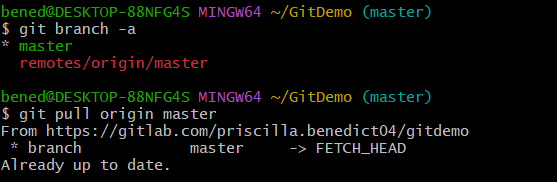 bened@DESKTOP-88NFG4S MINGW64 ~/GitDemo (master)
$ git branch -a
* master
  remotes/origin/master
bened@DESKTOP-88NFG4S MINGW64 ~/GitDemo (master)
$ git pull origin master
From https://gitlab.com/priscilla.benedict04/gitdemo
 * branch            master     -> FETCH_HEAD
Already up to date.